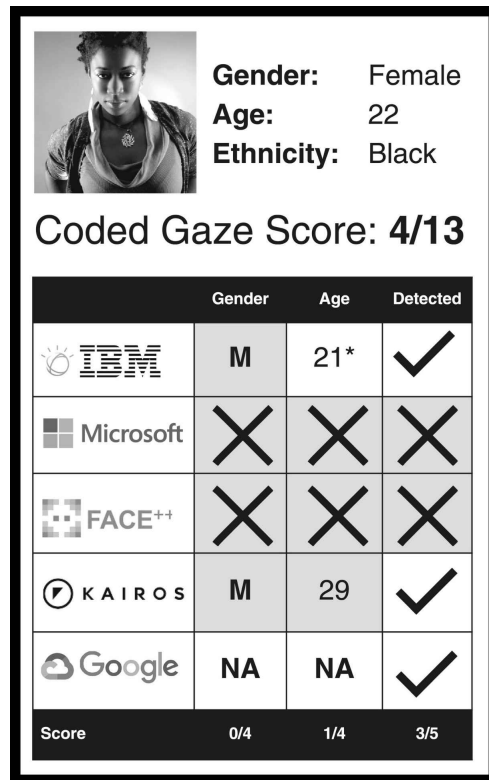 Gender: Female
Age: 22
Ethnicity: Black
Coded Gaze Score: 4/13
Gender Age Detected
IBM M 21*
Microsoft
FACE++
KAIROS M 29
Google NA NA
Score 0/4 1/4 3/5